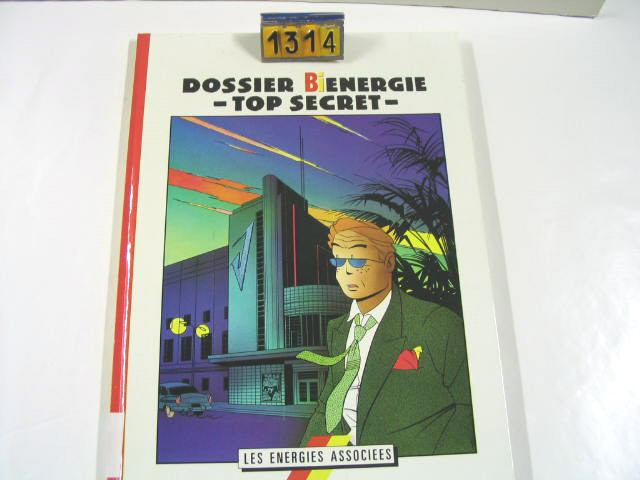 1314
DOSSIER BiENERGIE
- TOP SECRET -
LES ENERGIES ASSOCIEES